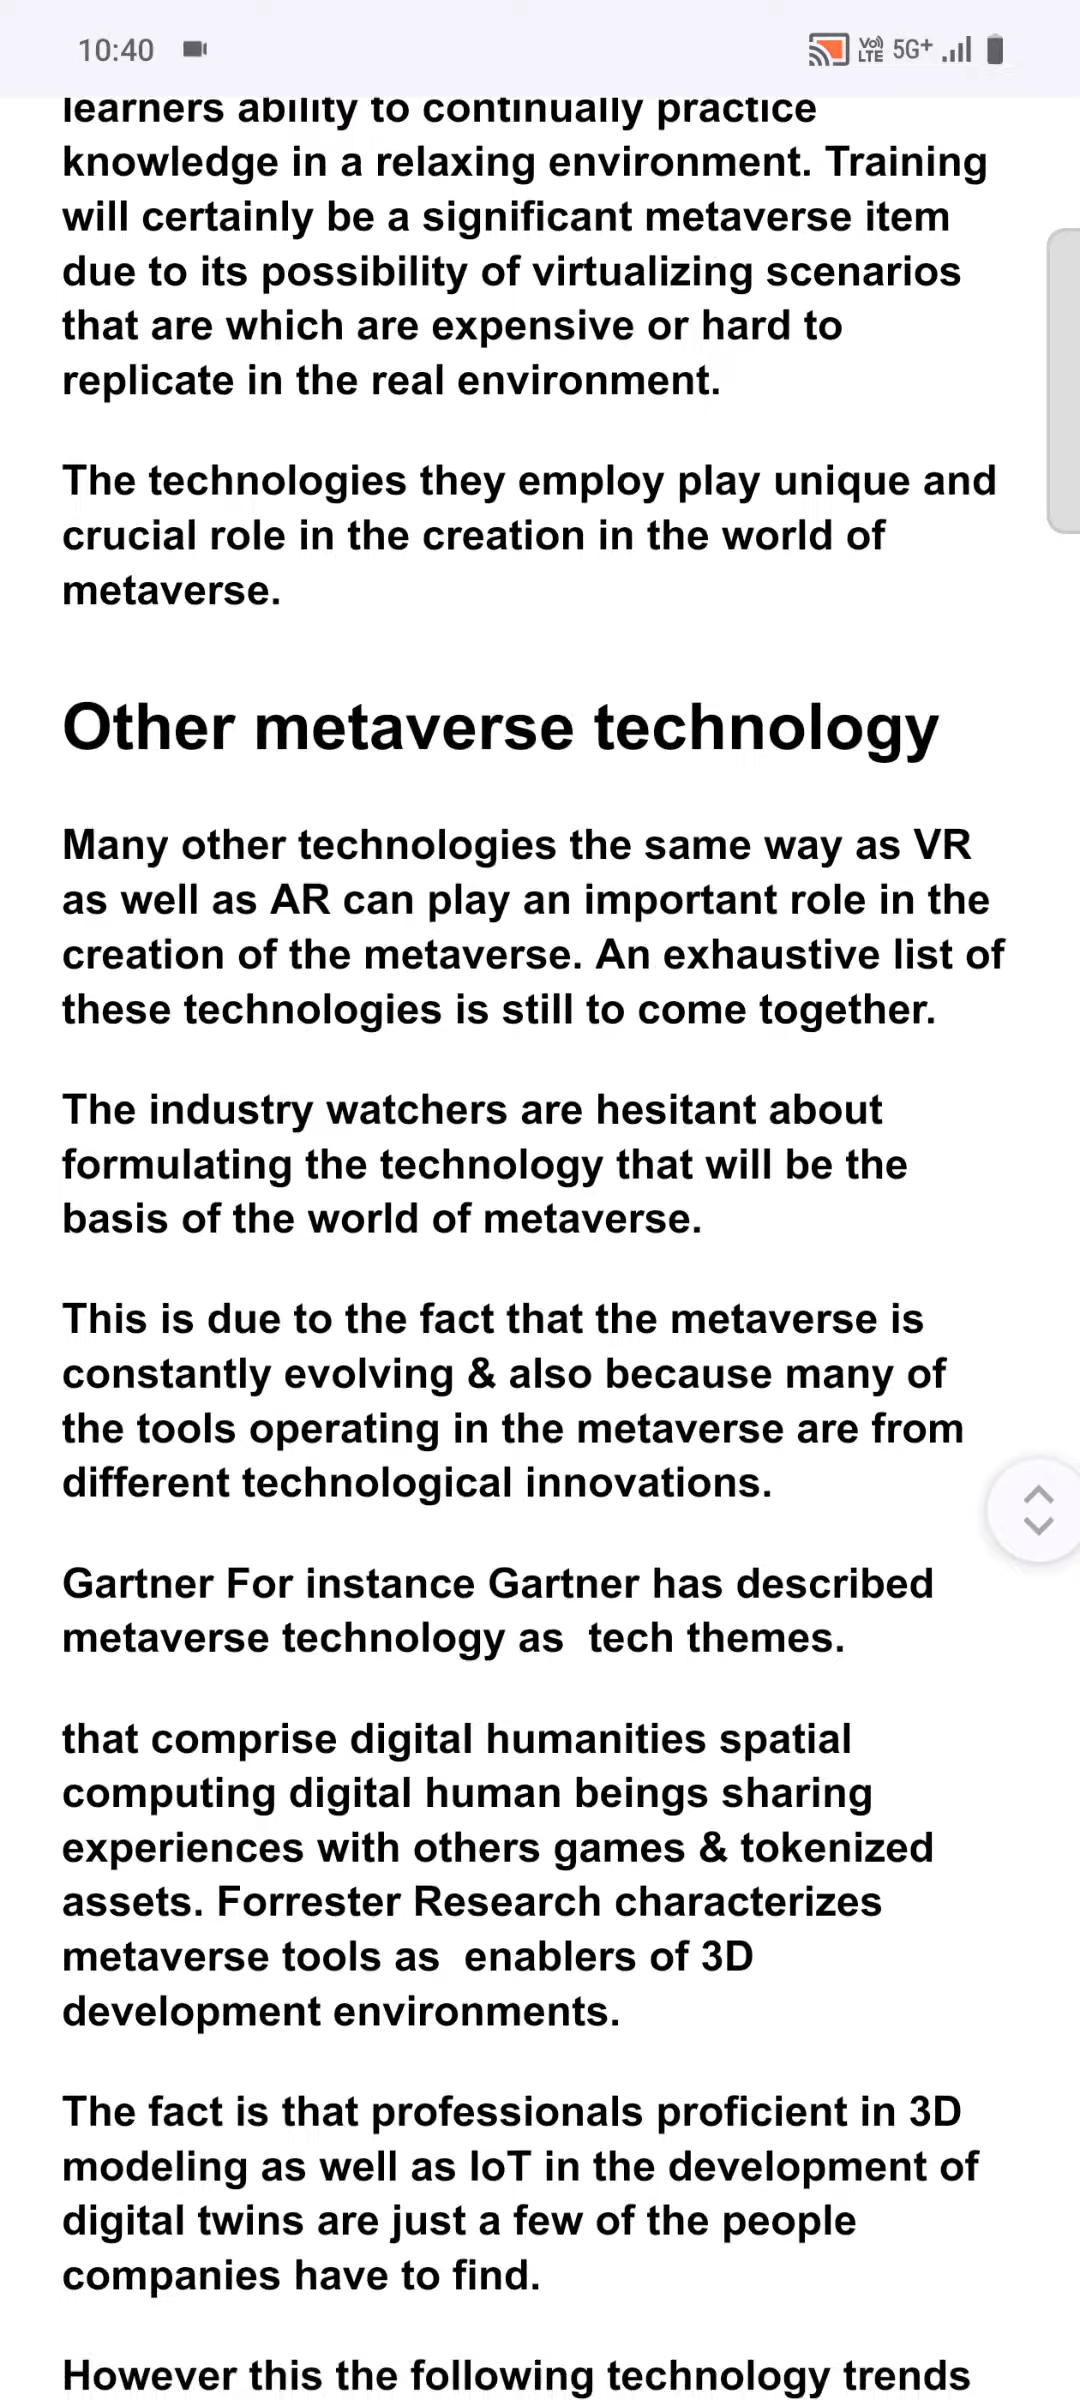 10:40
Vo)) LTE 5G+
learners ability to continually practice
knowledge in a relaxing environment. Training
will certainly be a significant metaverse item
due to its possibility of virtualizing scenarios
that are which are expensive or hard to
replicate in the real environment.
The technologies they employ play unique and
crucial role in the creation in the world of
metaverse.
Other metaverse technology
Many other technologies the same way as VR
as well as AR can play an important role in the
creation of the metaverse. An exhaustive list of
these technologies is still to come together.
The industry watchers are hesitant about
formulating the technology that will be the
basis of the world of metaverse.
This is due to the fact that the metaverse is
constantly evolving & also because many of
the tools operating in the metaverse are from
different technological innovations.
Gartner For instance Gartner has described
metaverse technology as  tech themes.
that comprise digital humanities spatial
computing digital human beings sharing
experiences with others games & tokenized
assets. Forrester Research characterizes
metaverse tools as  enablers of 3D
development environments.
The fact is that professionals proficient in 3D
modeling as well as IoT in the development of
digital twins are just a few of the people
companies have to find.
However this the following technology trends